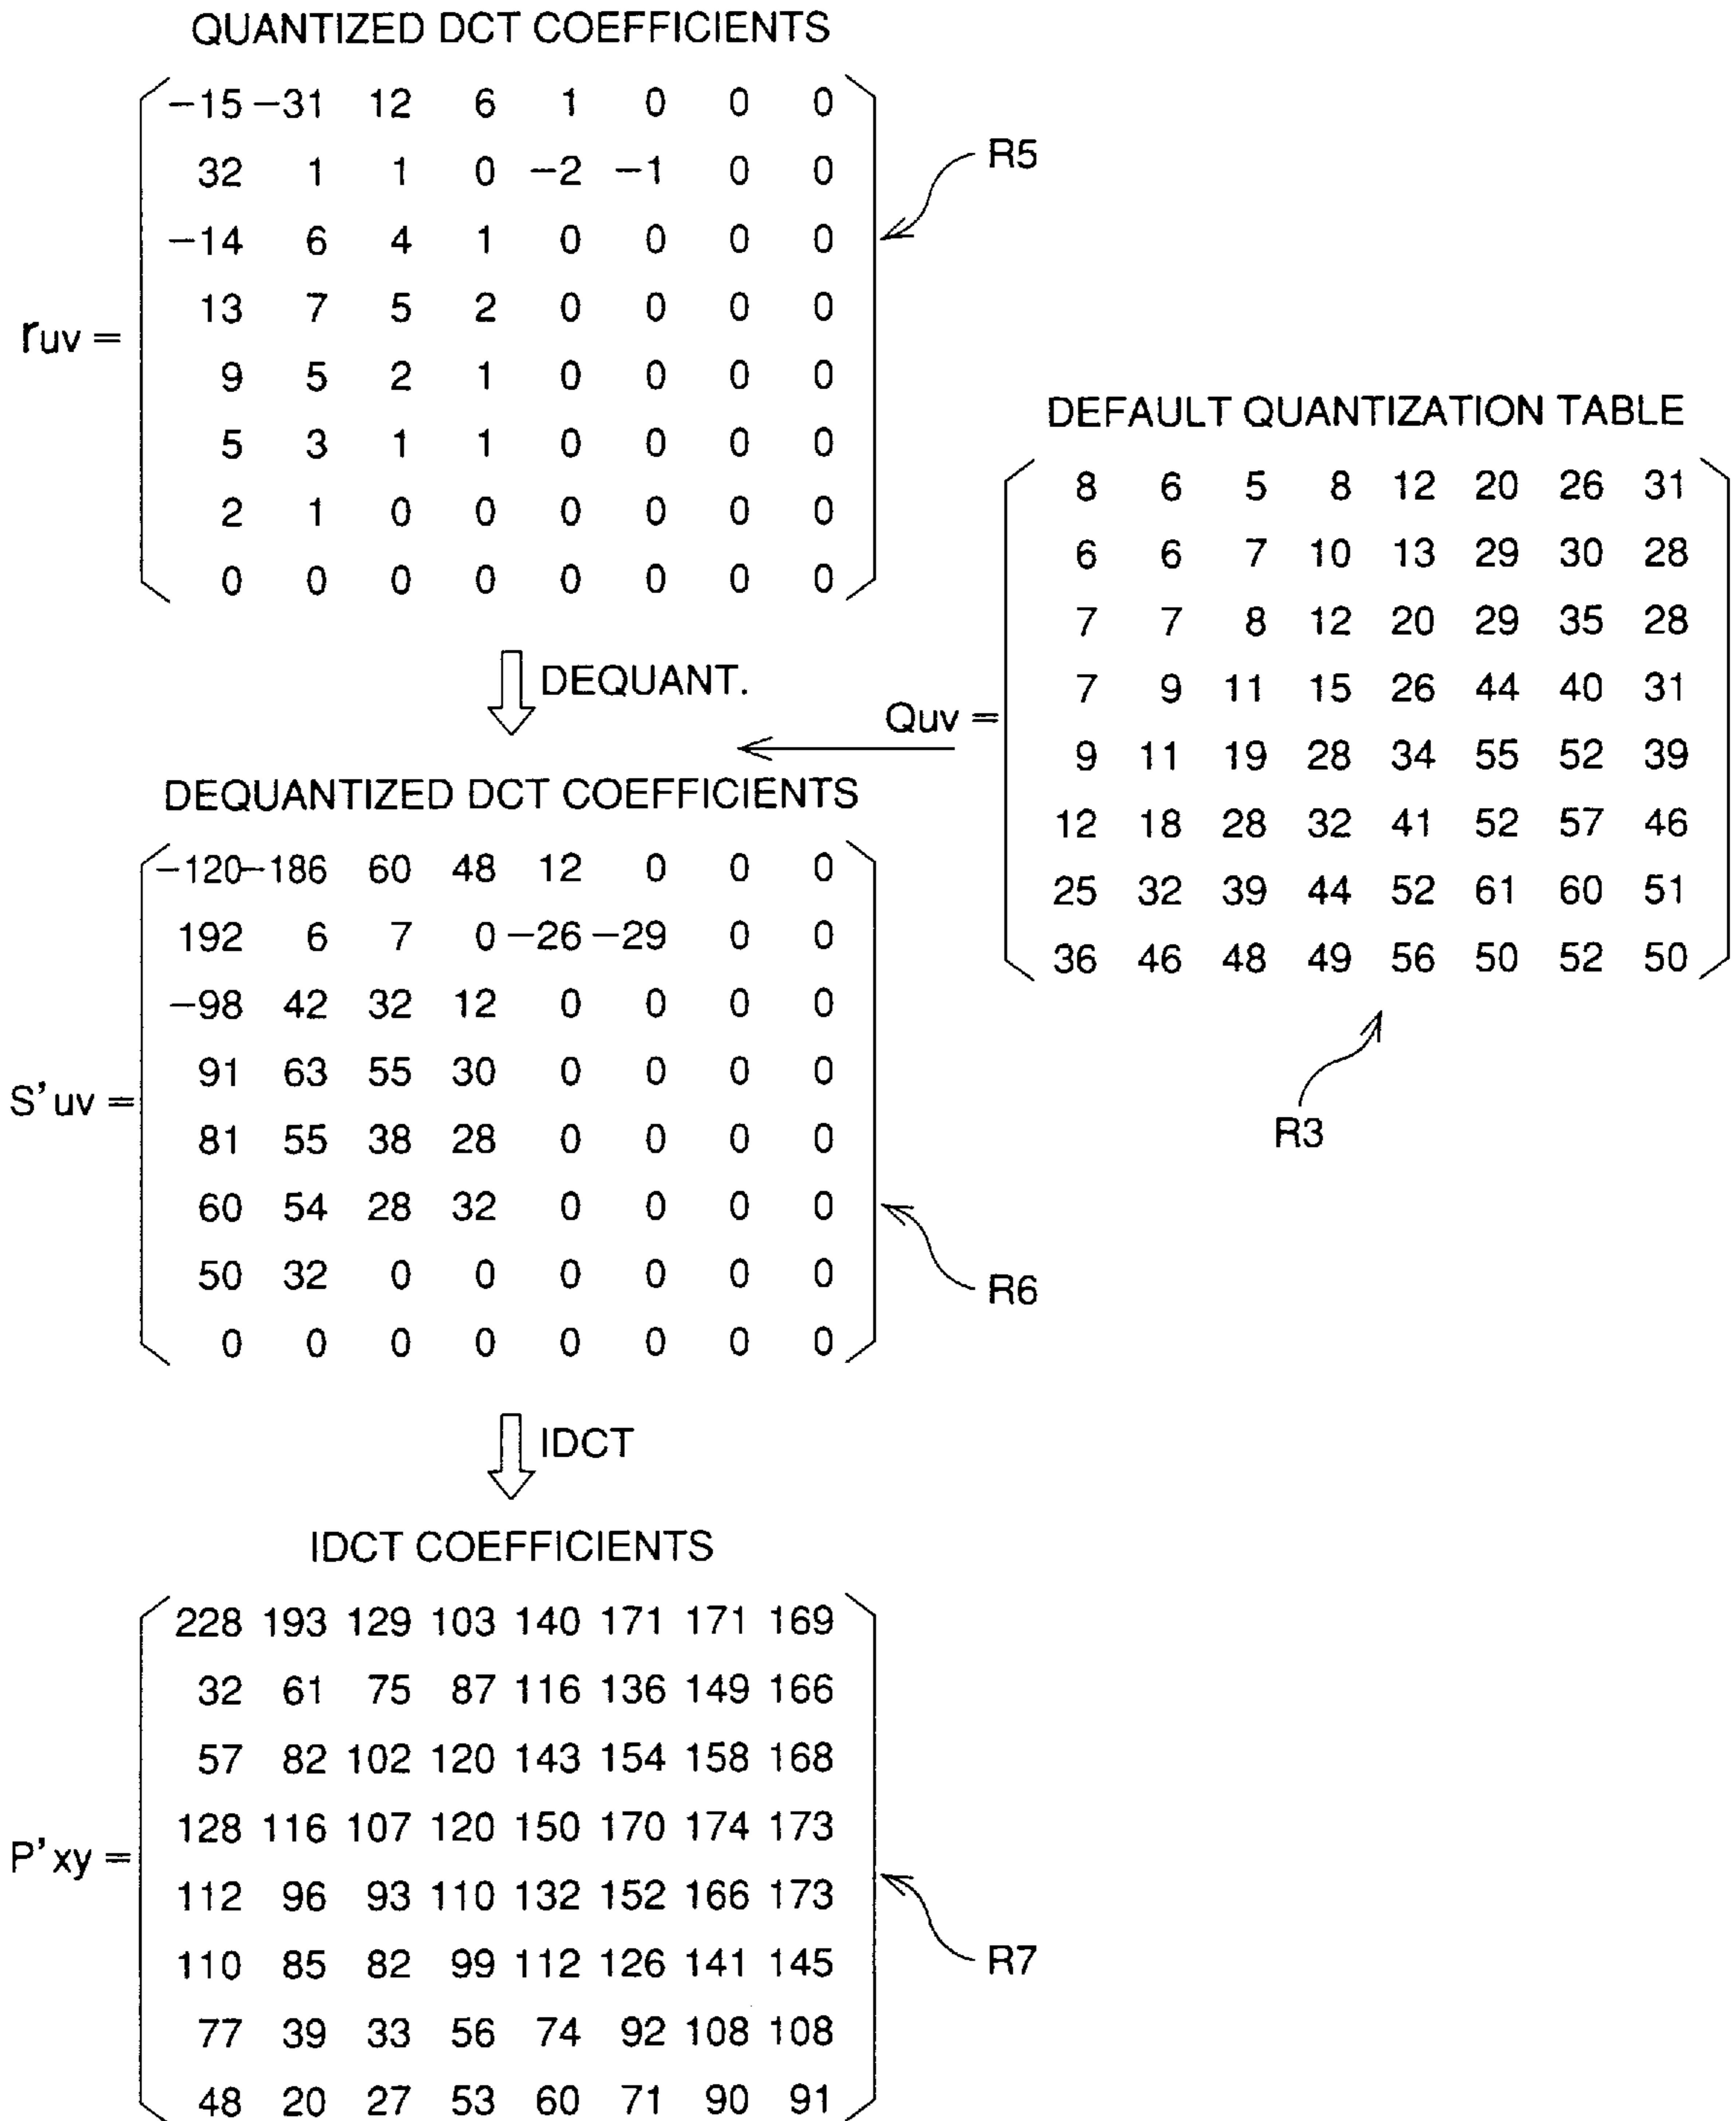 QUANTIZED DCT COEFFICIENTS
−15 −31 12 6 1 0 0 0
32 1 1 0 −2 −1 0 0
−14 6 4 1 0 0 0 0
13 7 5 2 0 0 0 0
9 5 2 1 0 0 0 0
5 3 1 1 0 0 0 0
2 1 0 0 0 0 0 0
0 0 0 0 0 0 0 0
ruv =
R5
DEQUANT.
DEFAULT QUANTIZATION TABLE
8 6 5 8 12 20 26 31
6 6 7 10 13 29 30 28
7 7 8 12 20 29 35 28
7 9 11 15 26 44 40 31
9 11 19 28 34 55 52 39
12 18 28 32 41 52 57 46
25 32 39 44 52 61 60 51
36 46 48 49 56 50 52 50
Quv =
R3
DEQUANTIZED DCT COEFFICIENTS
−120 −186 60 48 12 0 0 0
192 6 7 0 −26 −29 0 0
−98 42 32 12 0 0 0 0
91 63 55 30 0 0 0 0
81 55 38 28 0 0 0 0
60 54 28 32 0 0 0 0
50 32 0 0 0 0 0 0
0 0 0 0 0 0 0 0
S'uv =
R6
IDCT
IDCT COEFFICIENTS
228 193 129 103 140 171 171 169
32 61 75 87 116 136 149 166
57 82 102 120 143 154 158 168
128 116 107 120 150 170 174 173
112 96 93 110 132 152 166 173
110 85 82 99 112 126 141 145
77 39 33 56 74 92 108 108
48 20 27 53 60 71 90 91
P'xy =
R7